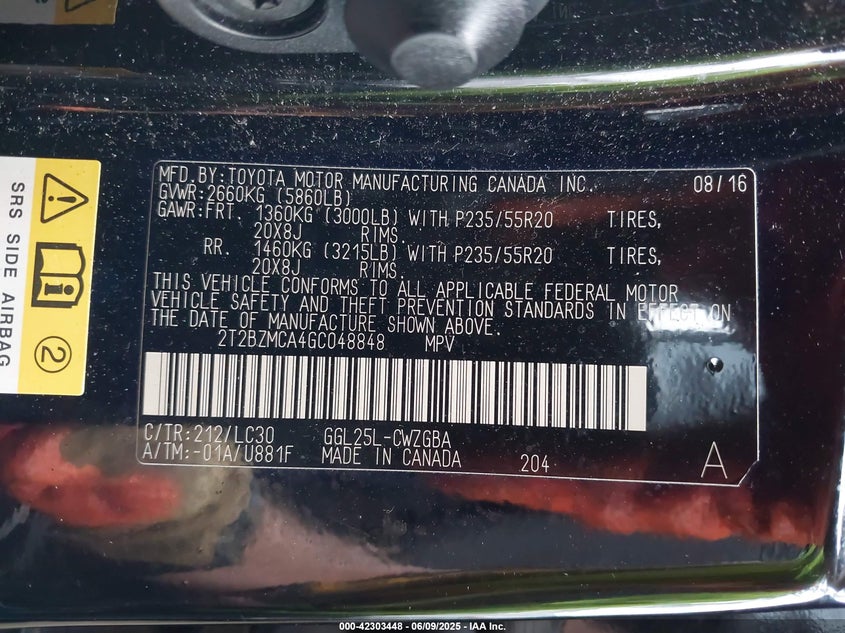 MFD.BY:TOYOTA MOTOR MANUFACTURING CANADA INC. 08/16
GVWR:2660KG (5860LB)
GAWR:FRT. 1360KG (3000LB) WITH P235/55R20 TIRES,
20X8J RIMS.
RR. 1460KG (3215LB) WITH P235/55R20 TIRES,
20X8J RIMS.
THIS VEHICLE CONFORMS TO ALL APPLICABLE FEDERAL MOTOR
VEHICLE SAFETY AND THEFT PREVENTION STANDARDS IN EFFECT ON
THE DATE OF MANUFACTURE SHOWN ABOVE.
2T2BZMCA4GC048848 MPV
C/TR:212/LC30 GGL25L-CWZGBA
A/TM:-01A/U881F MADE IN CANADA 204 A
SRS SIDE AIRBAG
2
000-42303448 - 06/09/2025 - IAA Inc.